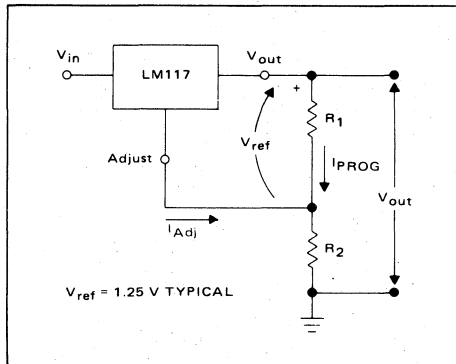 Vin
LM117
Vout
+
R1
Vref
IPROG
Adjust
Vout
IAdj
R2
Vref = 1.25 V TYPICAL